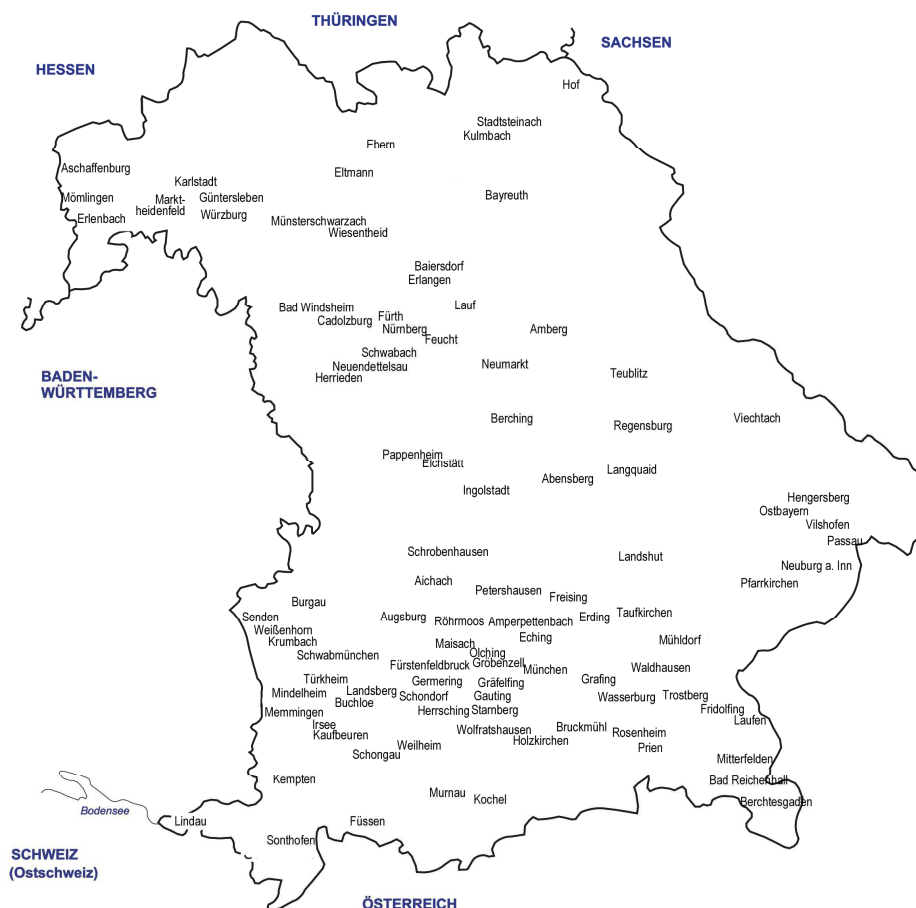 THÜRINGEN
SACHSEN
HESSEN
Hof
Stadtsteinach
Kulmbach
Ebern
Aschaffenburg
Eltmann
Karlstadt
Bayreuth
Mömlingen
Markt-
heidenfeld
Güntersleben
Erlenbach
Würzburg
Münsterschwarzach
Wiesentheid
Baiersdorf
Erlangen
Bad Windsheim
Lauf
Cadolzburg
Fürth
Nürnberg
Amberg
Feucht
Schwabach
Neuendettelsau
Neumarkt
Herrieden
Teublitz
BADEN-
WÜRTTEMBERG
Berching
Regensburg
Viechtach
Pappenheim
Eichstätt
Langquaid
Abensberg
Ingolstadt
Hengersberg
Ostbayern
Vilshofen
Passau
Schrobenhausen
Landshut
Neuburg a. Inn
Aichach
Pfarrkirchen
Petershausen
Freising
Burgau
Senden
Augsburg
Röhrmoos
Amperpettenbach
Erding
Taufkirchen
Weißenhorn
Krumbach
Eching
Mühldorf
Maisach
Olching
Schwabmünchen
Fürstenfeldbruck
Gröbenzell
München
Waldhausen
Türkheim
Germering
Gräfelfing
Grafing
Mindelheim
Landsberg
Schondorf
Gauting
Wasserburg
Trostberg
Buchloe
Memmingen
Herrsching
Starnberg
Fridolfing
Laufen
Irsee
Kaufbeuren
Wolfratshausen
Bruckmühl
Rosenheim
Holzkirchen
Weilheim
Prien
Schongau
Mitterfelden
Kempten
Bad Reichenhall
Murnau
Kochel
Berchtesgaden
Bodensee
Lindau
Füssen
Sonthofen
SCHWEIZ
(Ostschweiz)
ÖSTERREICH